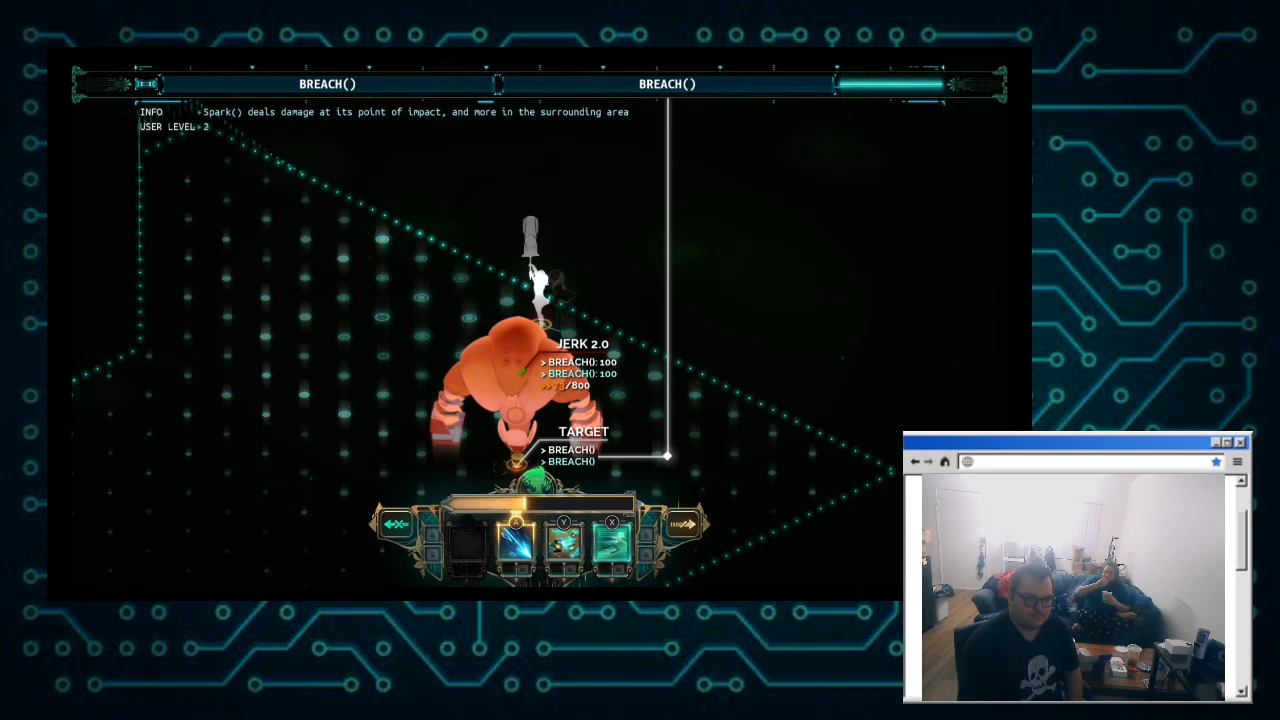 BREACH() BREACH()
INFO Spark() deals damage at its point of impact, and more in the surrounding area
USER LEVEL 2
JERK 2.0
> BREACH(): 100
> BREACH(): 100
/800
TARGET
> BREACH()
> BREACH()
A Y X